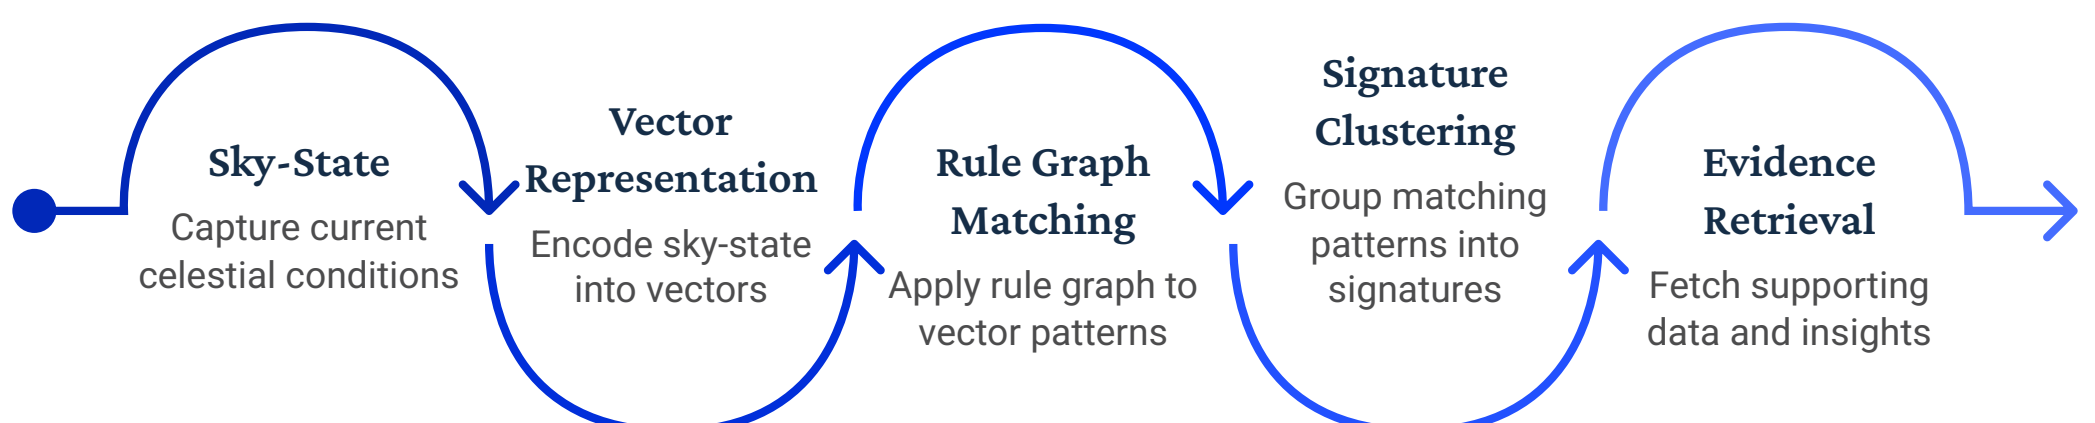 Sky-State
Capture current
celestial conditions
Vector
Representation
Encode sky-state
into vectors
Rule Graph
Matching
Apply rule graph to
vector patterns
Signature
Clustering
Group matching
patterns into
signatures
Evidence
Retrieval
Fetch supporting
data and insights